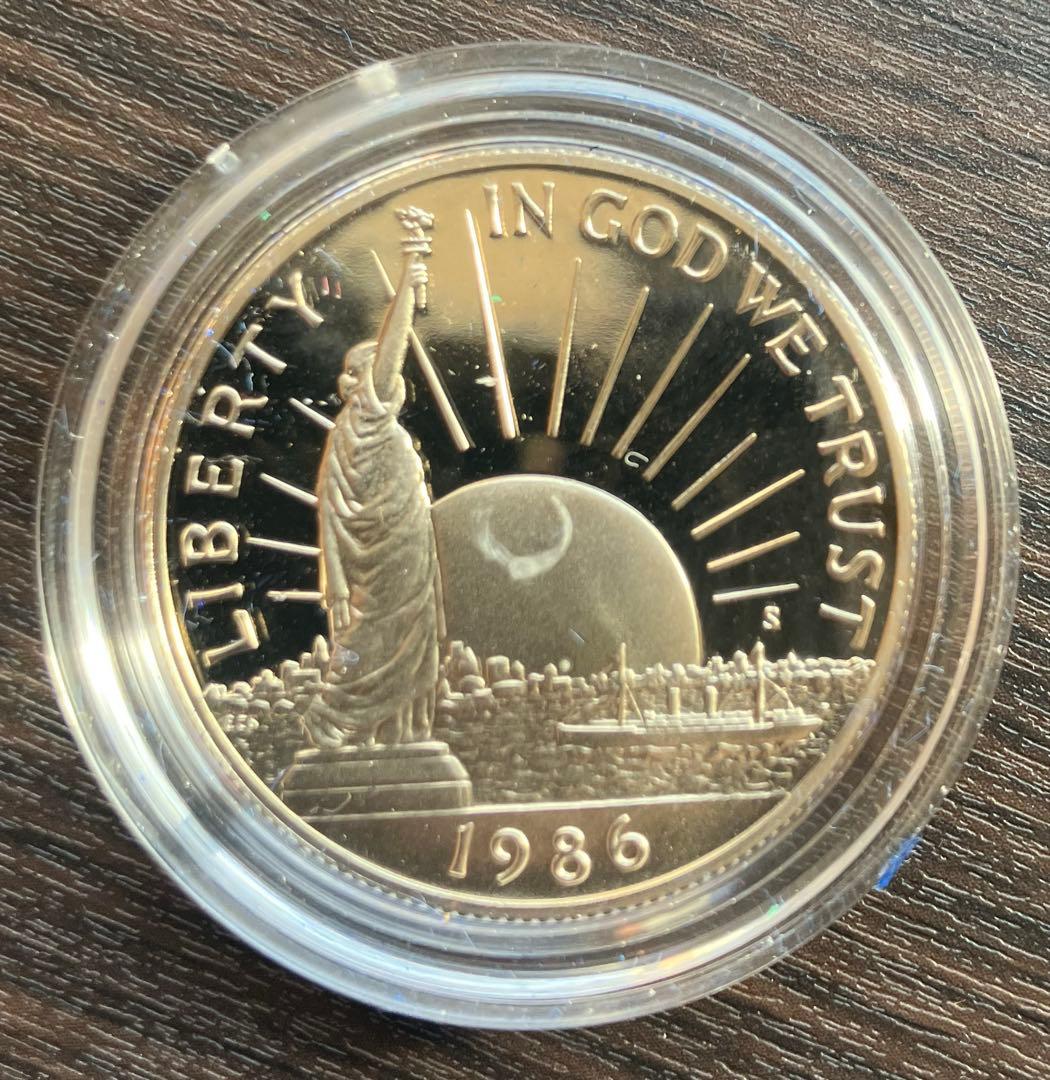 LIBERTY
IN GOD WE TRUST
S
1986